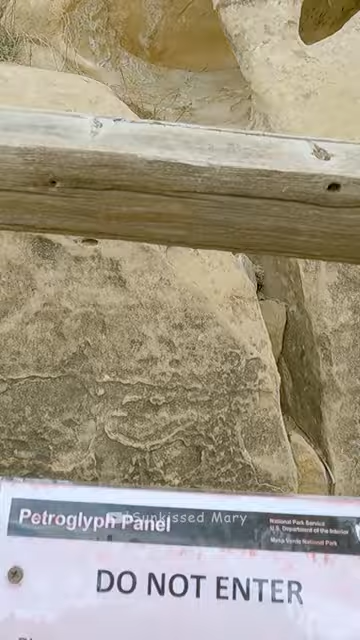 Petroglyph Panel
Sunkissed Mary
National Park Service
U.S. Department of the Interior
Mesa Verde National Park
DO NOT ENTER